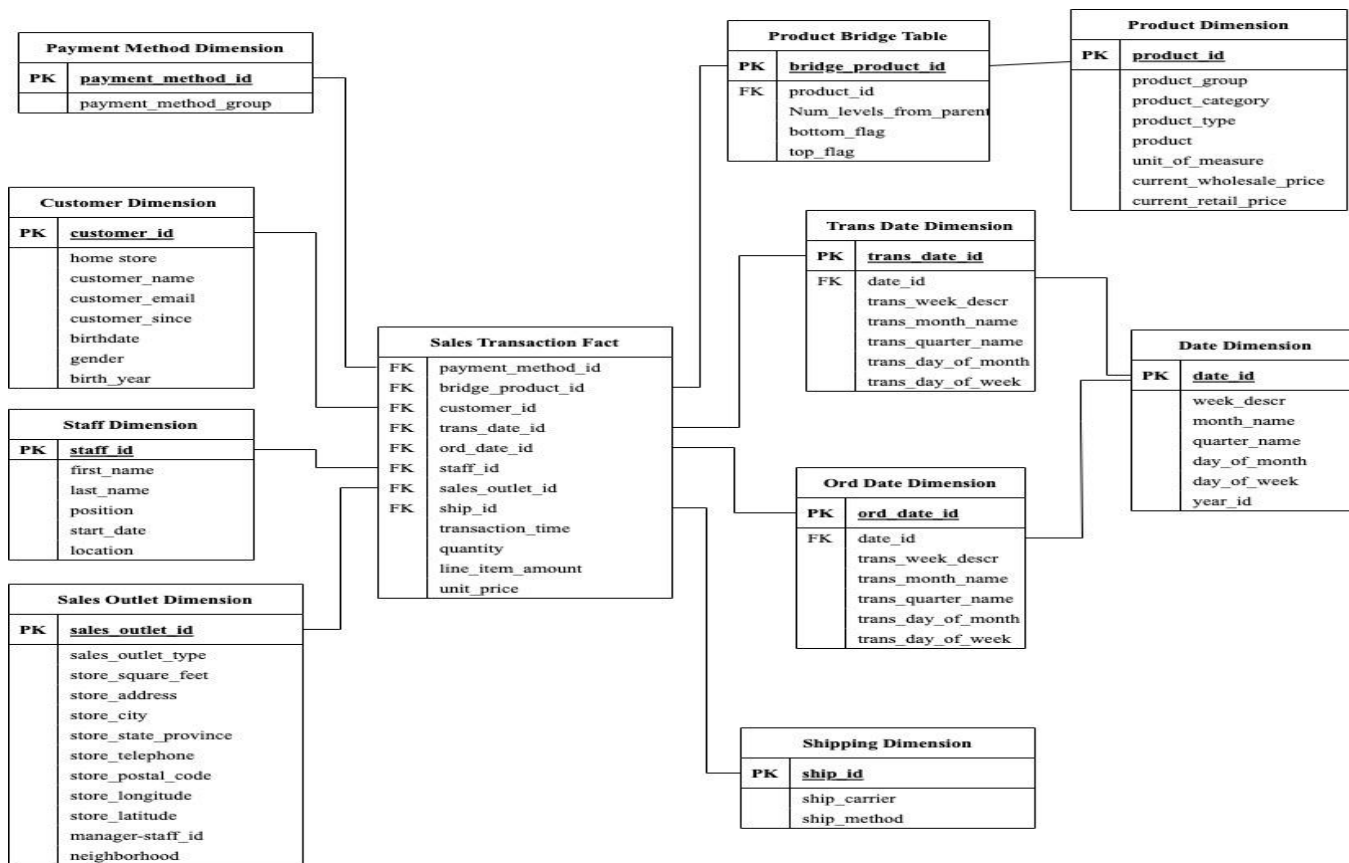 Payment Method Dimension
PK payment_method_id
payment_method_group
Customer Dimension
PK customer_id
home store
customer_name
customer_email
customer_since
birthdate
gender
birth_year
Staff Dimension
PK staff_id
first_name
last_name
position
start_date
location
Sales Outlet Dimension
PK sales_outlet_id
sales_outlet_type
store_square_feet
store_address
store_city
store_state_province
store_telephone
store_postal_code
store_longitude
store_latitude
manager-staff_id
neighborhood
Sales Transaction Fact
FK payment_method_id
FK bridge_product_id
FK customer_id
FK trans_date_id
FK ord_date_id
FK staff_id
FK sales_outlet_id
FK ship_id
transaction_time
quantity
line_item_amount
unit_price
Product Bridge Table
PK bridge_product_id
FK product_id
Num_levels_from_parent
bottom_flag
top_flag
Product Dimension
PK product_id
product_group
product_category
product_type
product
unit_of_measure
current_wholesale_price
current_retail_price
Trans Date Dimension
PK trans_date_id
FK date_id
trans_week_descr
trans_month_name
trans_quarter_name
trans_day_of_month
trans_day_of_week
Date Dimension
PK date_id
week_descr
month_name
quarter_name
day_of_month
day_of_week
year_id
Ord Date Dimension
PK ord_date_id
FK date_id
trans_week_descr
trans_month_name
trans_quarter_name
trans_day_of_month
trans_day_of_week
Shipping Dimension
PK ship_id
ship_carrier
ship_method